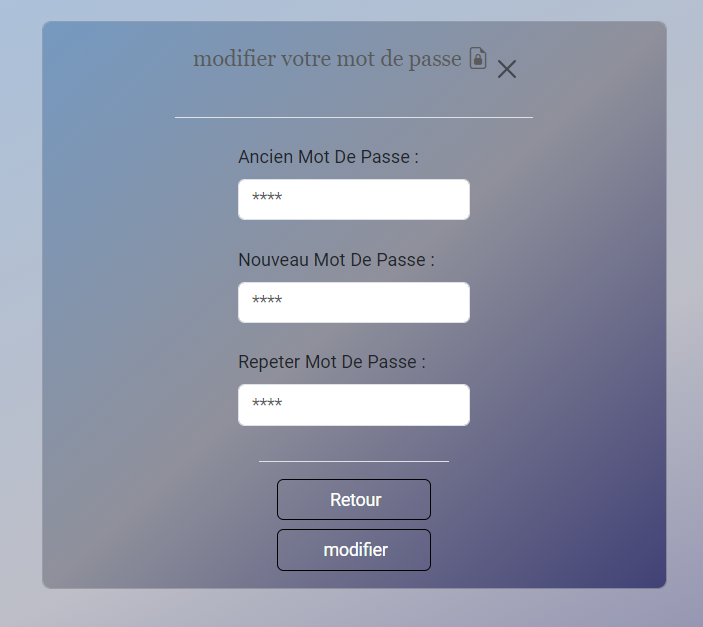 modifier votre mot de passe
Ancien Mot De Passe :
****
Nouveau Mot De Passe :
****
Repeter Mot De Passe :
****
Retour
modifier